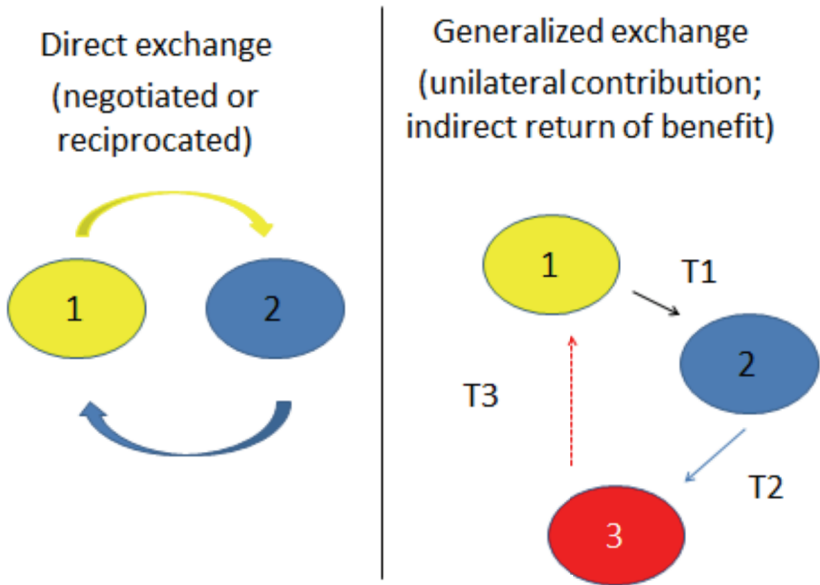 Direct exchange
(negotiated or
reciprocated)
1
2
Generalized exchange
(unilateral contribution;
indirect return of benefit)
1
T1
2
T3
T2
3